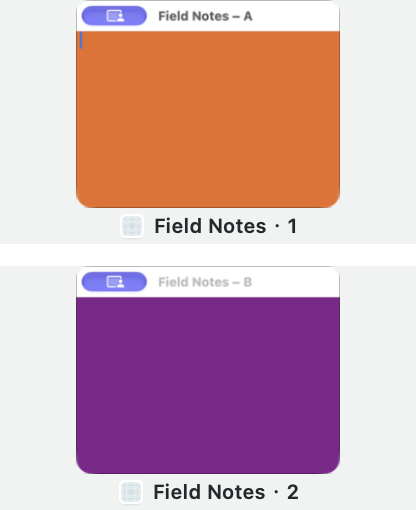 Field Notes – A
Field Notes · 1
Field Notes – B
Field Notes · 2